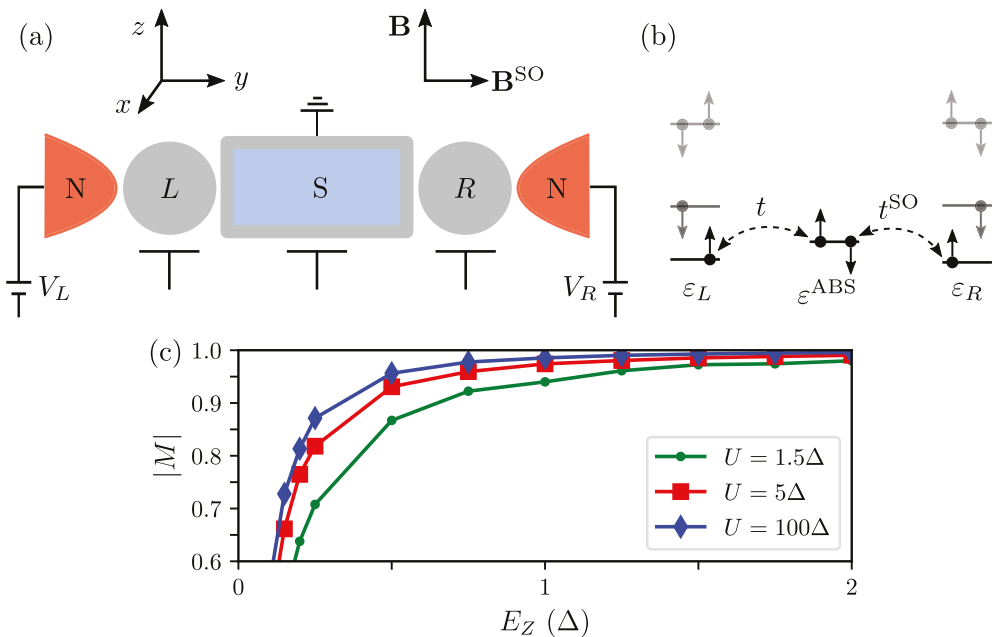 (a)
z
y
x
B
B^SO
N
L
S
R
N
V_L
V_R
(b)
t
t^SO
ε_L
ε^ABS
ε_R
(c)
|M|
1.0
0.9
0.8
0.7
0.6
U = 1.5Δ
U = 5Δ
U = 100Δ
0
1
2
E_Z (Δ)